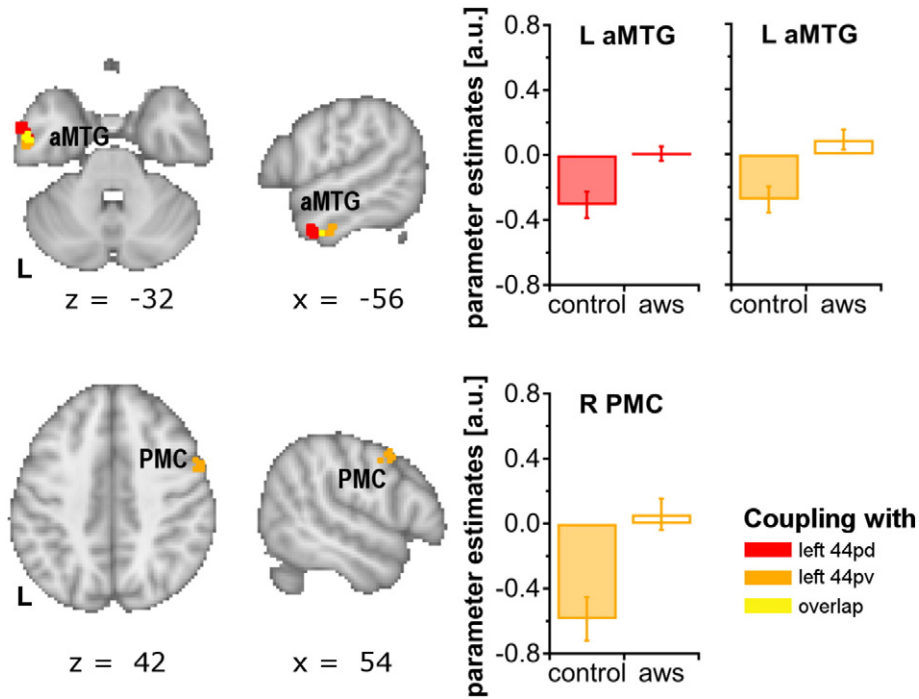 aMTG
L
z = -32
aMTG
x = -56
parameter estimates [a.u.]
0.8
0.4
0.0
-0.4
-0.8
L aMTG
control aws
L aMTG
control aws
PMC
L
z = 42
PMC
x = 54
parameter estimates [a.u.]
0.8
0.4
0.0
-0.4
-0.8
R PMC
control aws
Coupling with
left 44pd
left 44pv
overlap